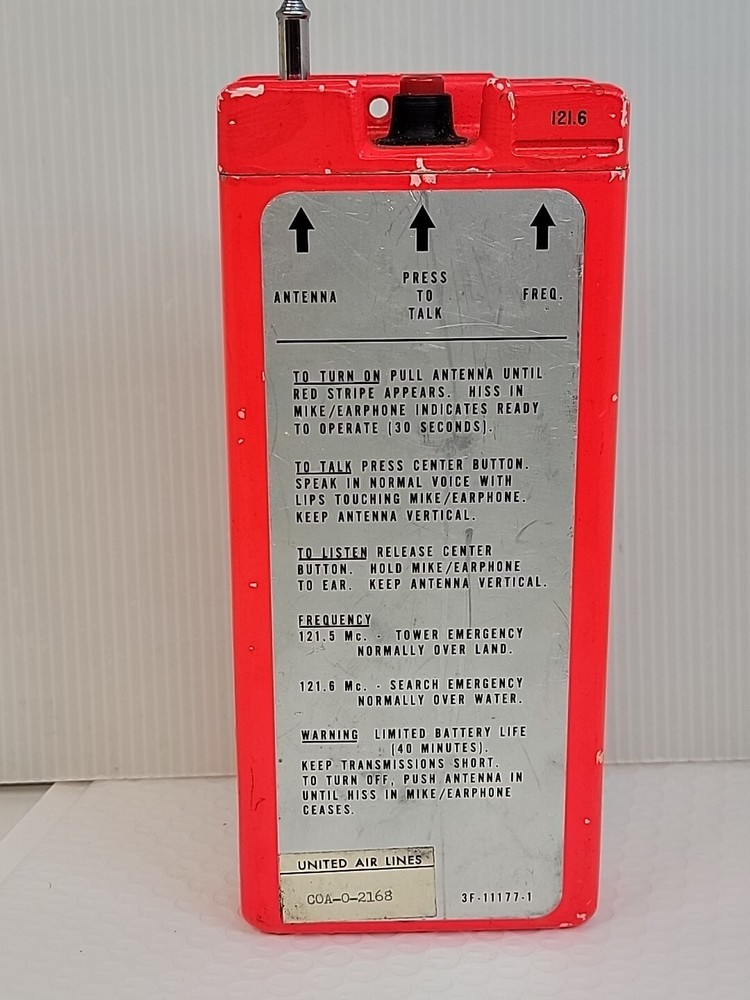 121.6
ANTENNA
PRESS
TO
TALK
FREQ.
TO TURN ON PULL ANTENNA UNTIL
RED STRIPE APPEARS. HISS IN
MIKE/EARPHONE INDICATES READY
TO OPERATE (30 SECONDS).
TO TALK PRESS CENTER BUTTON.
SPEAK IN NORMAL VOICE WITH
LIPS TOUCHING MIKE/EARPHONE.
KEEP ANTENNA VERTICAL.
TO LISTEN RELEASE CENTER
BUTTON. HOLD MIKE/EARPHONE
TO EAR. KEEP ANTENNA VERTICAL.
FREQUENCY
121.5 Mc. - TOWER EMERGENCY
NORMALLY OVER LAND.
121.6 Mc. - SEARCH EMERGENCY
NORMALLY OVER WATER.
WARNING LIMITED BATTERY LIFE
(40 MINUTES).
KEEP TRANSMISSIONS SHORT.
TO TURN OFF, PUSH ANTENNA IN
UNTIL HISS IN MIKE/EARPHONE
CEASES.
UNITED AIR LINES
COA-0-2168
3F-11177-1